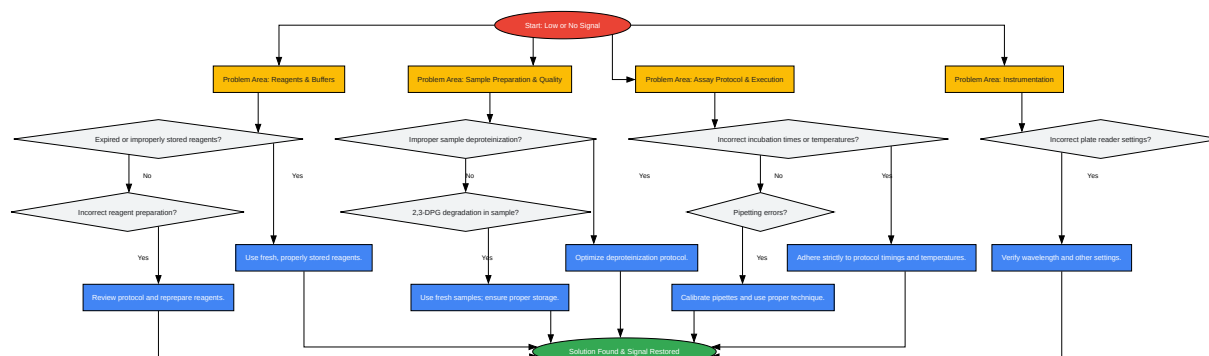 Start: Low or No Signal
Problem Area: Reagents & Buffers
Problem Area: Sample Preparation & Quality
Problem Area: Assay Protocol & Execution
Problem Area: Instrumentation
Expired or improperly stored reagents?
Improper sample deproteinization?
Incorrect incubation times or temperatures?
Incorrect plate reader settings?
No
Yes
No
Yes
No
Yes
Yes
Incorrect reagent preparation?
2,3-DPG degradation in sample?
Pipetting errors?
Yes
Use fresh, properly stored reagents.
Yes
Optimize deproteinization protocol.
Yes
Adhere strictly to protocol timings and temperatures.
Verify wavelength and other settings.
Review protocol and reprepare reagents.
Use fresh samples; ensure proper storage.
Calibrate pipettes and use proper technique.
Solution Found & Signal Restored